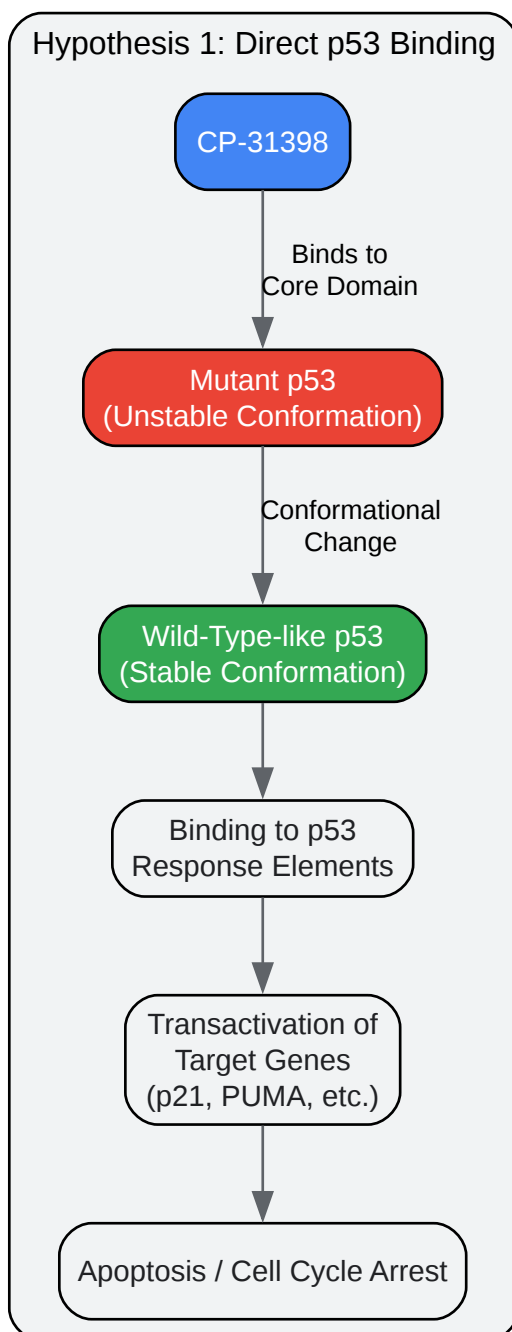 Hypothesis 1: Direct p53 Binding
CP-31398
Binds to
Core Domain
Mutant p53
(Unstable Conformation)
Conformational
Change
Wild-Type-like p53
(Stable Conformation)
Binding to p53
Response Elements
Transactivation of
Target Genes
(p21, PUMA, etc.)
Apoptosis / Cell Cycle Arrest